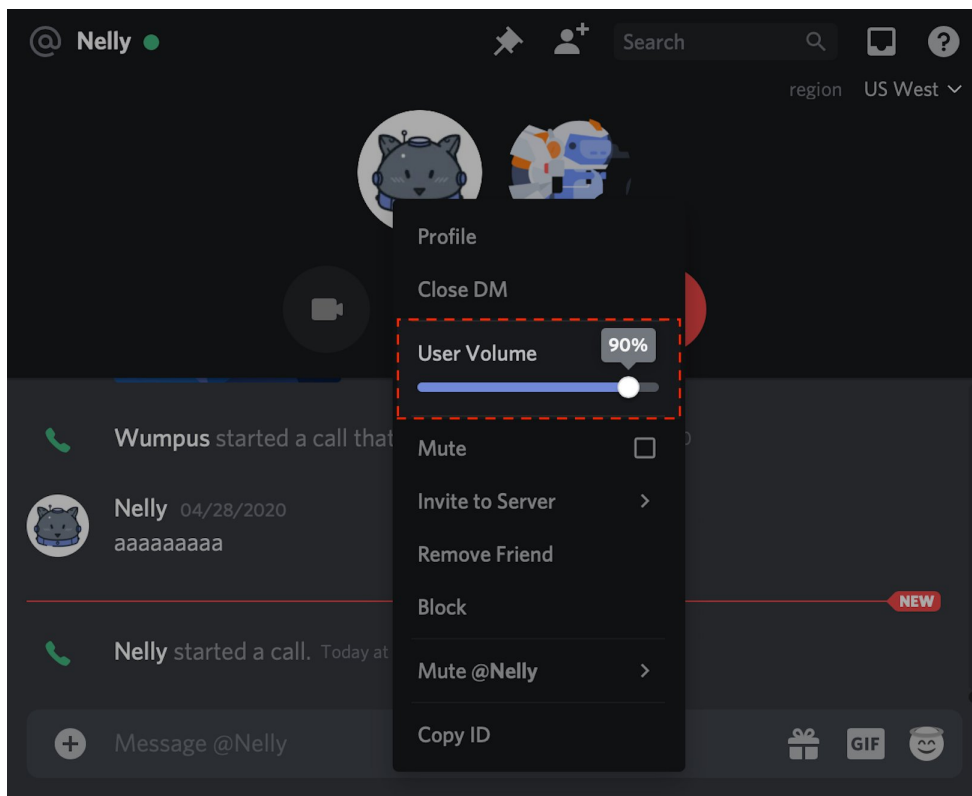 @ Nelly
Search
region US West
Profile
Close DM
User Volume 90%
Wumpus started a call that
Mute
Nelly 04/28/2020
Invite to Server
aaaaaaaaa
Remove Friend
Block
NEW
Nelly started a call. Today at
Mute @Nelly
Message @Nelly
Copy ID
GIF